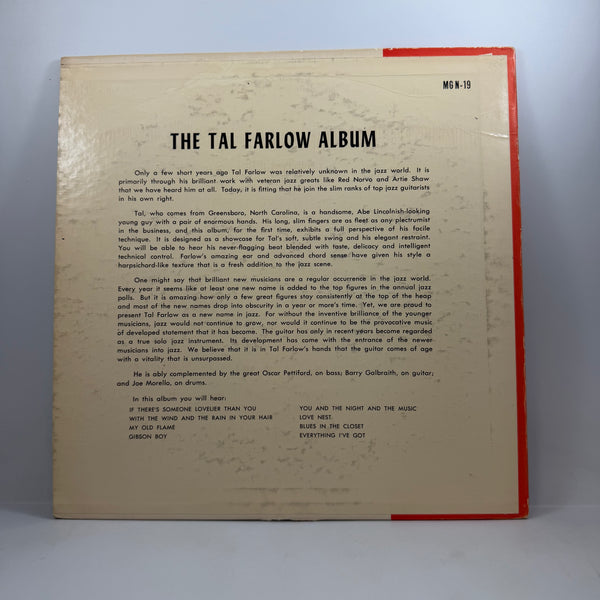 MG N-19
THE TAL FARLOW ALBUM
Only a few short years ago Tal Farlow was relatively unknown in the jazz world. It is
primarily through his brilliant work with veteran jazz greats like Red Norvo and Artie Shaw
that we have heard him at all. Today, it is fitting that he join the slim ranks of top jazz guitarists
in his own right.
Tal, who comes from Greensboro, North Carolina, is a handsome, Abe Lincolnish-looking
young guy with a pair of enormous hands. His long, slim fingers are as fleet as any plectrumist
in the business, and this album, for the first time, exhibits a full perspective of his facile
technique. It is designed as a showcase for Tal's soft, subtle swing and his elegant restraint.
You will be able to hear his never-flagging beat blended with taste, delicacy and intelligent
technical control. Farlow's amazing ear and advanced chord sense have given his style a
harpsichord-like texture that is a fresh addition to the jazz scene.
One might say that brilliant new musicians are a regular occurrence in the jazz world.
Every year it seems like at least one new name is added to the top figures in the annual jazz
polls. But it is amazing how only a few great figures stay consistently at the top of the heap
and most of the new names drop into obscurity in a year or more's time. Yet, we are proud to
present Tal Farlow as a new name in jazz. For without the inventive brilliance of the younger
musicians, jazz would not continue to grow, nor would it continue to be the provocative music
of developed statement that it has become. The guitar has only in recent years become regarded
as a true solo jazz instrument. Its development has come with the entrance of the newer
musicians into jazz. We believe that it is in Tal Farlow's hands that the guitar comes of age
with a vitality that is unsurpassed.
He is ably complemented by the great Oscar Pettiford, on bass; Barry Galbraith, on guitar;
and Joe Morello, on drums.
In this album you will hear:
IF THERE'S SOMEONE LOVELIER THAN YOU
WITH THE WIND AND THE RAIN IN YOUR HAIR
MY OLD FLAME
GIBSON BOY
YOU AND THE NIGHT AND THE MUSIC
LOVE NEST.
BLUES IN THE CLOSET
EVERYTHING I'VE GOT